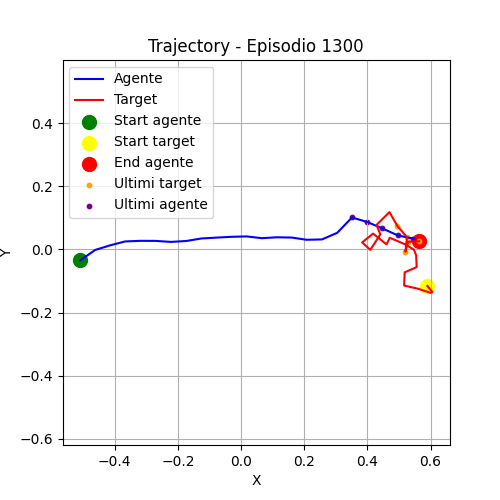 Trajectory - Episodio 1300
Agente
Target
Start agente
Start target
End agente
Ultimi target
Ultimi agente
Y
0.4
0.2
0.0
−0.2
−0.4
−0.6
−0.4 −0.2 0.0 0.2 0.4 0.6
X